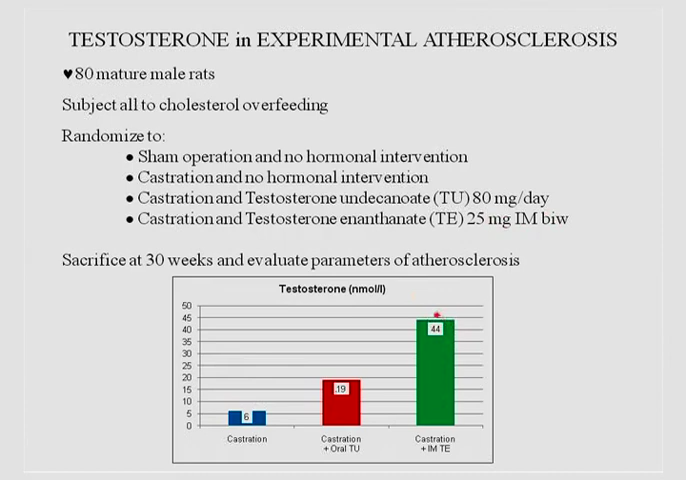 TESTOSTERONE in EXPERIMENTAL ATHEROSCLEROSIS
♥80 mature male rats
Subject all to cholesterol overfeeding
Randomize to:
● Sham operation and no hormonal intervention
● Castration and no hormonal intervention
● Castration and Testosterone undecanoate (TU) 80 mg/day
● Castration and Testosterone enanthanate (TE) 25 mg IM biw
Sacrifice at 30 weeks and evaluate parameters of atherosclerosis
Testosterone (nmol/l)
50
45
40
35
30
25
20
15
10
5
0
6
19
*
44
Castration
Castration + Oral TU
Castration + IM TE